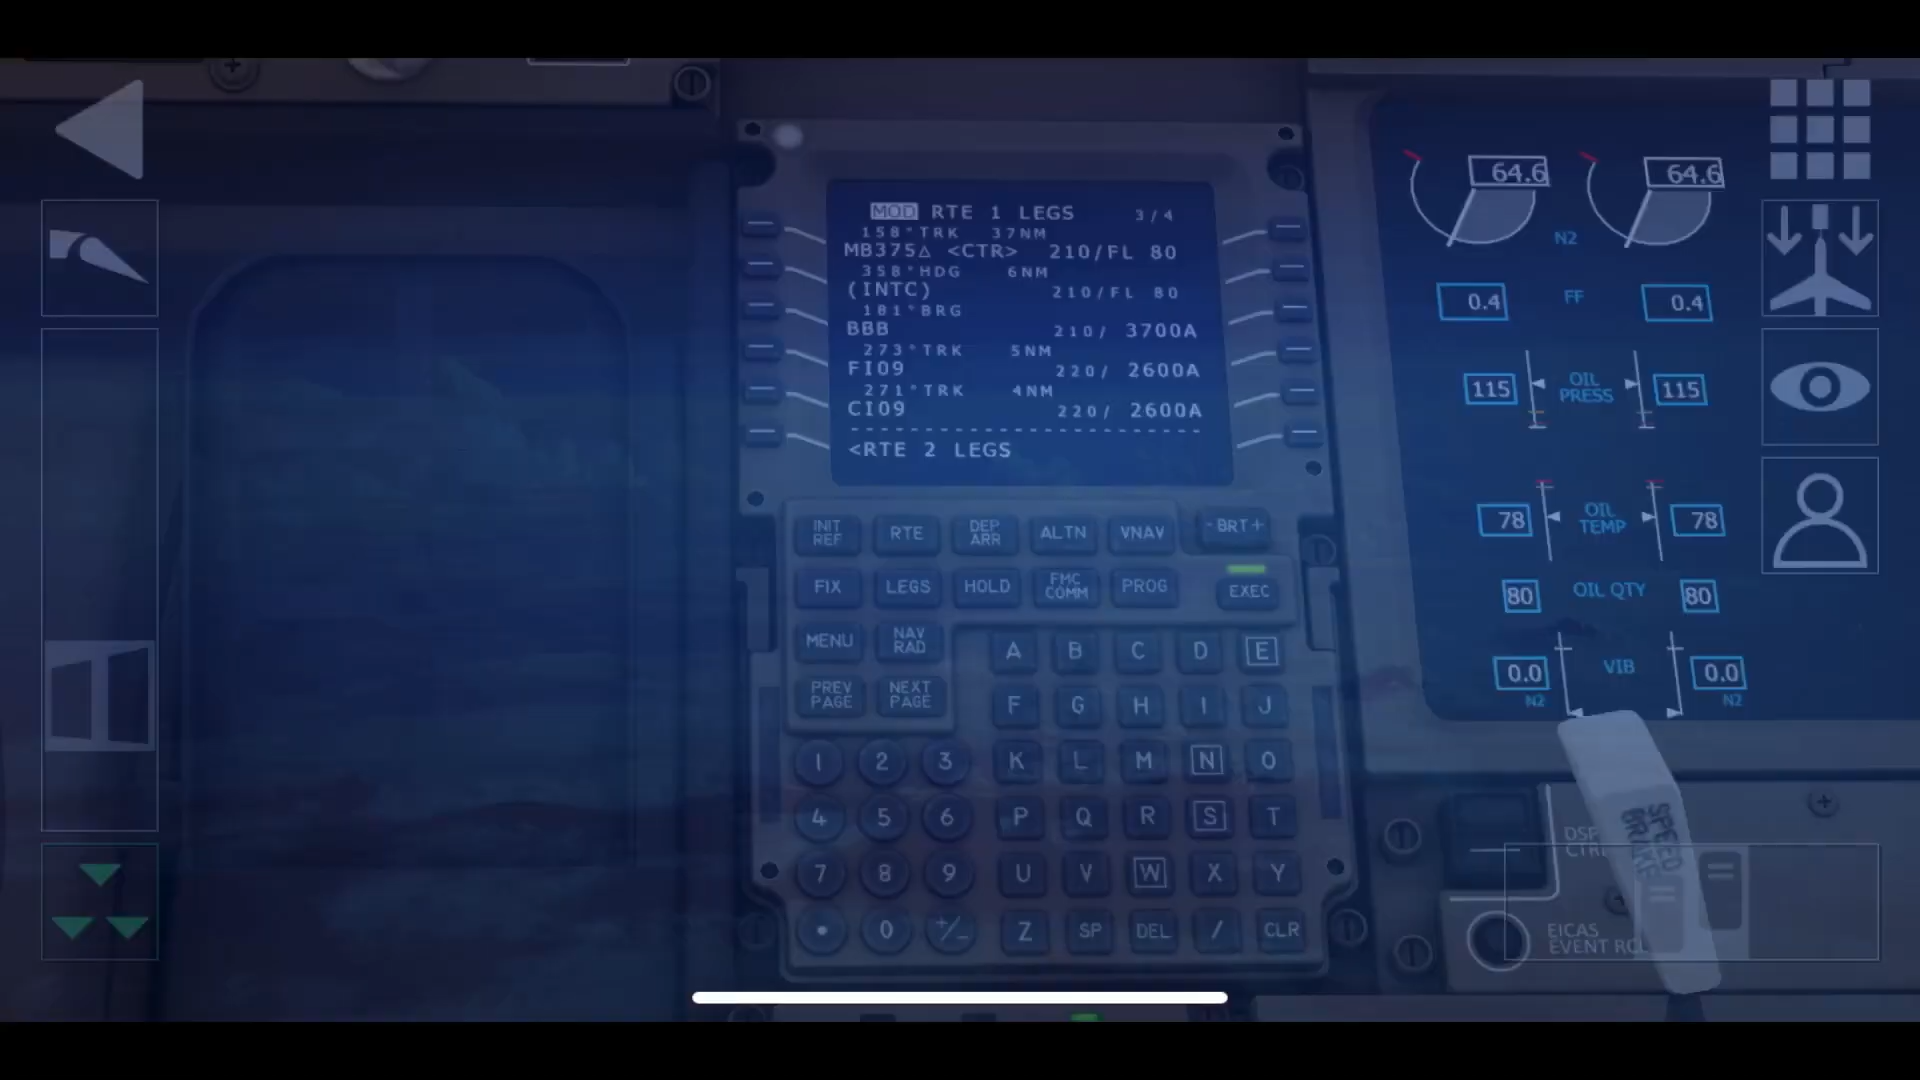 MOD RTE 1 LEGS 3/4
158°TRK 37NM
MB375△ <CTR> 210/FL 80
358°HDG 6NM
(INTC) 210/FL 80
181°BRG
BBB 210/ 3700A
273°TRK 5NM
FI09 220/ 2600A
271°TRK 4NM
CI09 220/ 2600A
--------------------
<RTE 2 LEGS
INIT REF RTE DEP ARR ALTN VNAV -BRT+
FIX LEGS HOLD FMC COMM PROG EXEC
MENU NAV RAD
PREV PAGE NEXT PAGE
A B C D E
F G H I J
1 2 3 K L M N O
4 5 6 P Q R S T
7 8 9 U V W X Y
. 0 +/- Z SP DEL / CLR
64.6 64.6
N2
0.4 FF 0.4
115 OIL PRESS 115
78 OIL TEMP 78
80 OIL QTY 80
0.0 VIB 0.0
N2 N2
SPEED BRAKE
EICAS
EVENT RCL